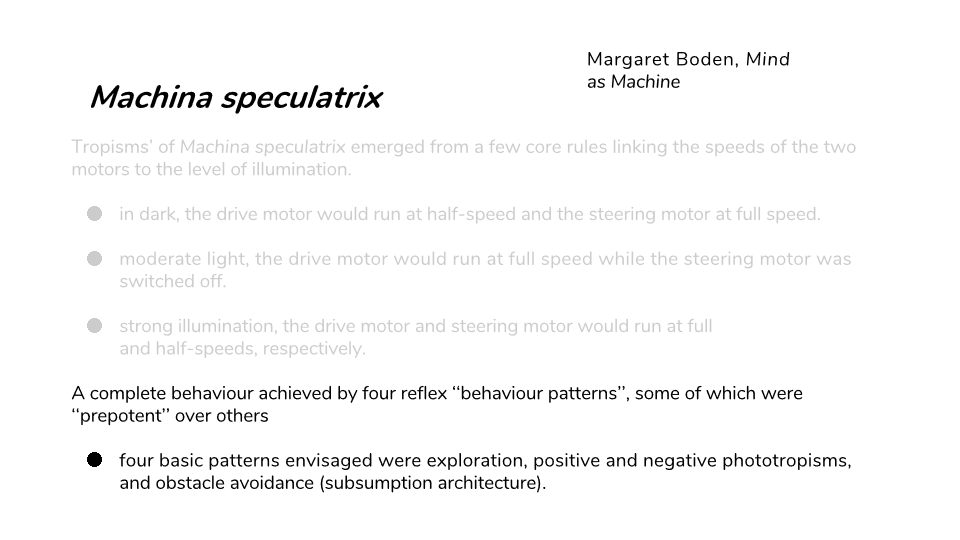 Margaret Boden, Mind
as Machine
Machina speculatrix
Tropisms’ of Machina speculatrix emerged from a few core rules linking the speeds of the two
motors to the level of illumination.
● in dark, the drive motor would run at half-speed and the steering motor at full speed.
● moderate light, the drive motor would run at full speed while the steering motor was
switched off.
● strong illumination, the drive motor and steering motor would run at full
and half-speeds, respectively.
A complete behaviour achieved by four reflex “behaviour patterns”, some of which were
“prepotent” over others
● four basic patterns envisaged were exploration, positive and negative phototropisms,
and obstacle avoidance (subsumption architecture).